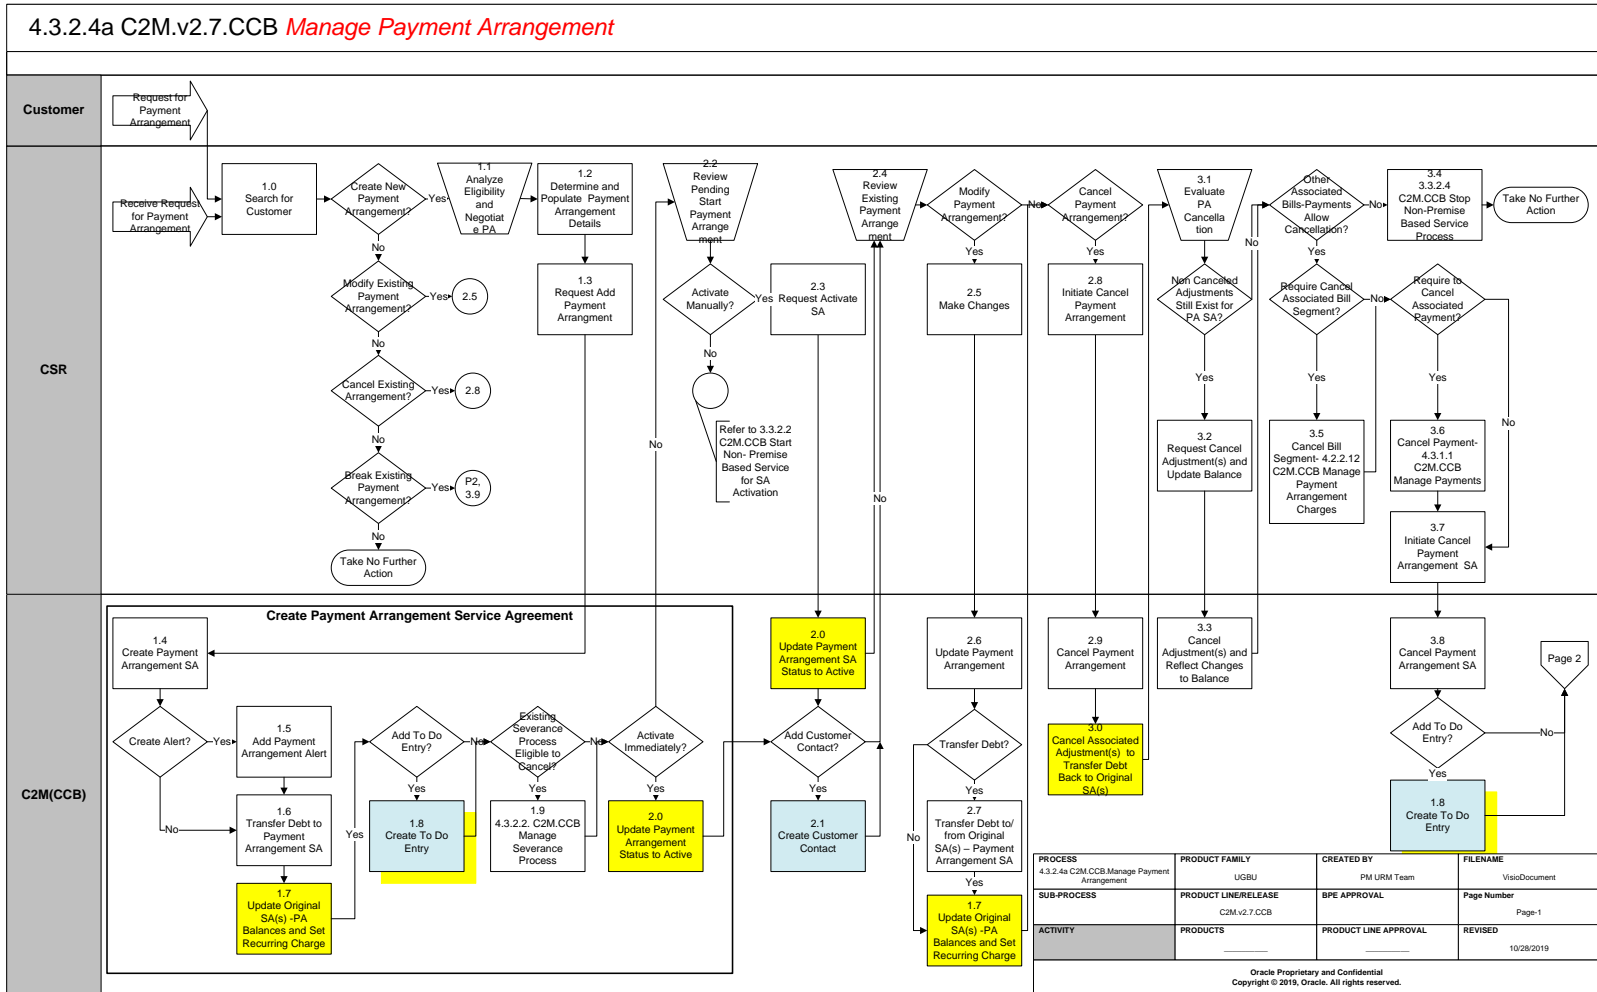 4.3.2.4a C2M.v2.7.CCB Manage Payment Arrangement
Customer
Request for
Payment
Arrangement
CSR
Receive Request
for Payment
Arrangement
1.0
Search for
Customer
Create New
Payment
Arrangement?
Yes
No
Modify Existing
Payment
Arrangement?
Yes
2.5
No
Cancel Existing
Arrangement?
Yes
2.8
No
Break Existing
Payment
Arrangement?
Yes
P2,
3.9
No
Take No Further
Action
1.1
Analyze
Eligibility
and
Negotiat
e PA
1.2
Determine and
Populate Payment
Arrangement
Details
1.3
Request Add
Payment
Arrangment
2.2
Review
Pending
Start
Payment
Arrange
ment
Activate
Manually?
Yes
No
Refer to 3.3.2.2
C2M.CCB Start
Non- Premise
Based Service
for SA
Activation
2.3
Request Activate
SA
2.4
Review
Existing
Payment
Arrange
ment
Modify
Payment
Arrangement?
No
Yes
2.5
Make Changes
Cancel
Payment
Arrangement?
Yes
2.8
Initiate Cancel
Payment
Arrangement
3.1
Evaluate
PA
Cancella
tion
Non Canceled
Adjustments
Still Exist for
PA SA?
No
Yes
3.2
Request Cancel
Adjustment(s) and
Update Balance
Other
Associated
Bills-Payments
Allow
Cancellation?
No
Yes
3.4
3.3.2.4
C2M.CCB Stop
Non-Premise
Based Service
Process
Take No Further
Action
Require Cancel
Associated Bill
Segment?
No
Yes
3.5
Cancel Bill
Segment- 4.2.2.12
C2M.CCB Manage
Payment
Arrangement
Charges
Require to
Cancel
Associated
Payment?
Yes
No
3.6
Cancel Payment-
4.3.1.1
C2M.CCB
Manage Payments
3.7
Initiate Cancel
Payment
Arrangement SA
No
No
C2M(CCB)
Create Payment Arrangement Service Agreement
1.4
Create Payment
Arrangement SA
Create Alert?
Yes
No
1.5
Add Payment
Arrangement Alert
1.6
Transfer Debt to
Payment
Arrangement SA
1.7
Update Original
SA(s) -PA
Balances and Set
Recurring Charge
Yes
Add To Do
Entry?
No
Yes
1.8
Create To Do
Entry
Existing
Severance
Process
Eligible to
Cancel?
No
Yes
1.9
4.3.2.2. C2M.CCB
Manage
Severance
Process
Activate
Immediately?
Yes
2.0
Update Payment
Arrangement
Status to Active
2.0
Update Payment
Arrangement SA
Status to Active
Add Customer
Contact?
Yes
2.1
Create Customer
Contact
2.6
Update Payment
Arrangement
Transfer Debt?
Yes
No
2.7
Transfer Debt to/
from Original
SA(s) – Payment
Arrangement SA
Yes
1.7
Update Original
SA(s) -PA
Balances and Set
Recurring Charge
2.9
Cancel Payment
Arrangement
3.0
Cancel Associated
Adjustment(s) to
Transfer Debt
Back to Original
SA(s)
3.3
Cancel
Adjustment(s) and
Reflect Changes
to Balance
3.8
Cancel Payment
Arrangement SA
Add To Do
Entry?
No
Yes
1.8
Create To Do
Entry
Page 2
PROCESS
4.3.2.4a C2M.CCB.Manage Payment
Arrangement
PRODUCT FAMILY
UGBU
CREATED BY
PM URM Team
FILENAME
VisioDocument
SUB-PROCESS
PRODUCT LINE/RELEASE
C2M.v2.7.CCB
BPE APPROVAL
Page Number
Page-1
ACTIVITY
PRODUCTS
PRODUCT LINE APPROVAL
REVISED
10/28/2019
Oracle Proprietary and Confidential
Copyright © 2019, Oracle. All rights reserved.